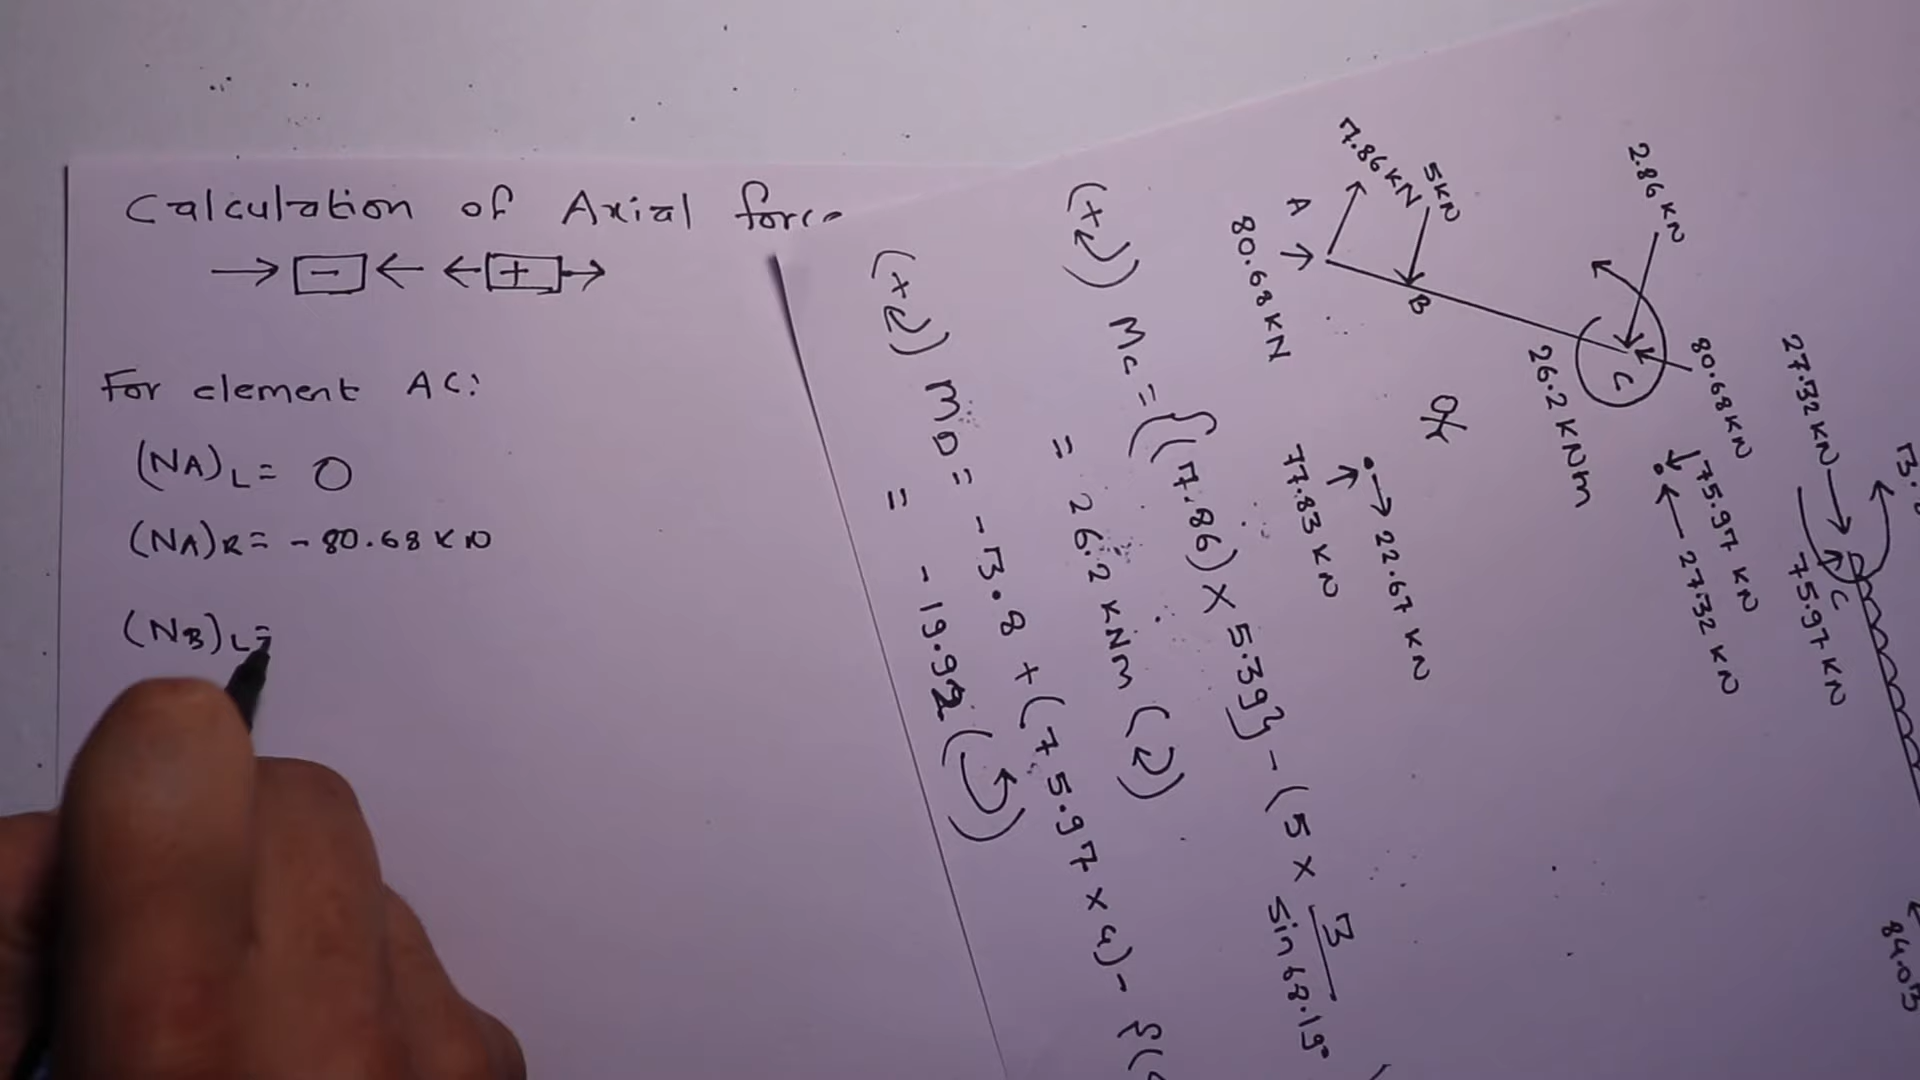 Calculation of Axial force
→ [-] ← ← [+] →
For element AC:
(NA)L = 0
(NA)R = - 80.68 KN
(NB)L =
7.86 KN
5KN
A
80.68 KN
B
2.86 KN
80.68 KN
C
26.2 KNm
or
77.83 KN
22.67 KN
75.97 KN
27.32 KN
27.32 KN
75.97 KN
C
84.03
(+↻) Mc = {(7.86) × 5.39} - (5 × 3 / sin 68.19°
= 26.2 KNm (↻)
(+↻) MD = - 3.8 + (75.97 × 4) - {(
= - 19.92 (↺)